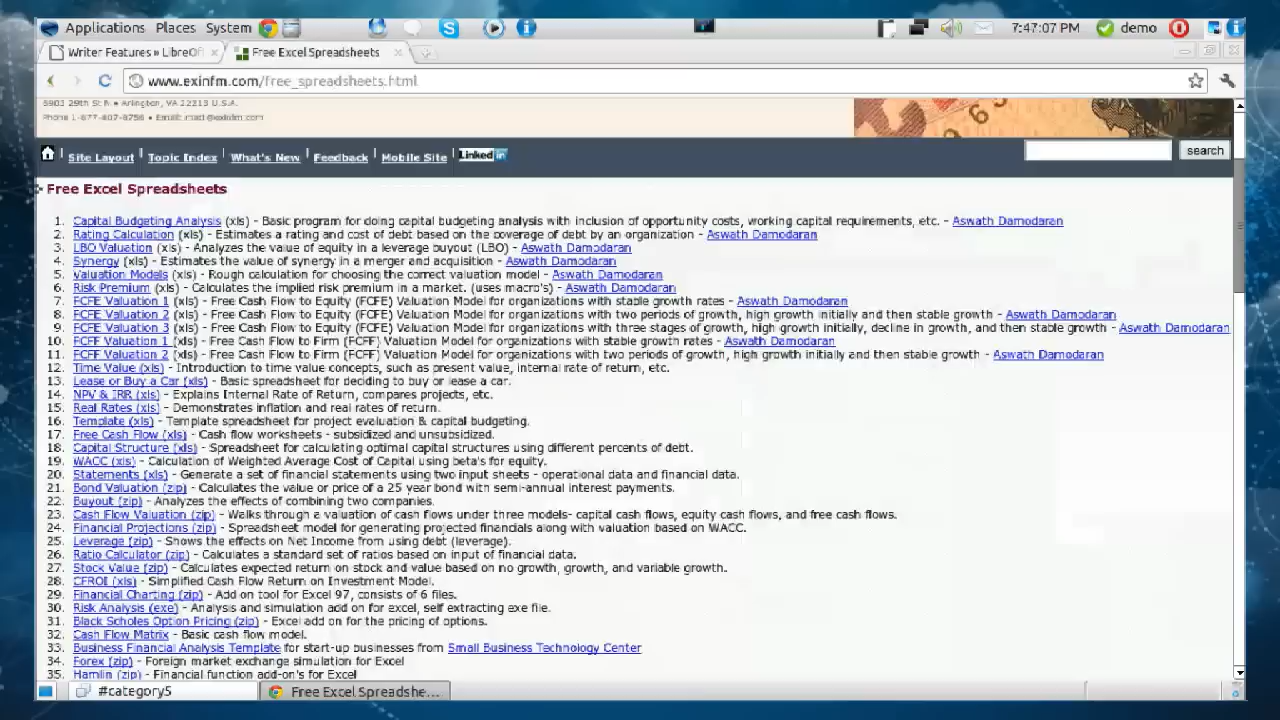 Applications Places System 7:47:07 PM demo
Writer Features » LibreOf Free Excel Spreadsheets
www.exinfm.com/free_spreadsheets.html
5903 29th St N • Arlington, VA 22213 U.S.A.
Phone 1-877-807-8756 • Email:
Site Layout Topic Index What's New Feedback Mobile Site Linked in search
Free Excel Spreadsheets
1. Capital Budgeting Analysis (xls) - Basic program for doing capital budgeting analysis with inclusion of opportunity costs, working capital requirements, etc. - Aswath Damodaran
2. Rating Calculation (xls) - Estimates a rating and cost of debt based on the coverage of debt by an organization - Aswath Damodaran
3. LBO Valuation (xls) - Analyzes the value of equity in a leverage buyout (LBO) - Aswath Damodaran
4. Synergy (xls) - Estimates the value of synergy in a merger and acquisition - Aswath Damodaran
5. Valuation Models (xls) - Rough calculation for choosing the correct valuation model - Aswath Damodaran
6. Risk Premium (xls) - Calculates the implied risk premium in a market. (uses macro's) - Aswath Damodaran
7. FCFE Valuation 1 (xls) - Free Cash Flow to Equity (FCFE) Valuation Model for organizations with stable growth rates - Aswath Damodaran
8. FCFE Valuation 2 (xls) - Free Cash Flow to Equity (FCFE) Valuation Model for organizations with two periods of growth, high growth initially and then stable growth - Aswath Damodaran
9. FCFE Valuation 3 (xls) - Free Cash Flow to Equity (FCFE) Valuation Model for organizations with three stages of growth, high growth initially, decline in growth, and then stable growth - Aswath Damodaran
10. FCFF Valuation 1 (xls) - Free Cash Flow to Firm (FCFF) Valuation Model for organizations with stable growth rates - Aswath Damodaran
11. FCFF Valuation 2 (xls) - Free Cash Flow to Firm (FCFF) Valuation Model for organizations with two periods of growth, high growth initially and then stable growth - Aswath Damodaran
12. Time Value (xls) - Introduction to time value concepts, such as present value, internal rate of return, etc.
13. Lease or Buy a Car (xls) - Basic spreadsheet for deciding to buy or lease a car.
14. NPV & IRR (xls) - Explains Internal Rate of Return, compares projects, etc.
15. Real Rates (xls) - Demonstrates inflation and real rates of return.
16. Template (xls) - Template spreadsheet for project evaluation & capital budgeting.
17. Free Cash Flow (xls) - Cash flow worksheets - subsidized and unsubsidized.
18. Capital Structure (xls) - Spreadsheet for calculating optimal capital structures using different percents of debt.
19. WACC (xls) - Calculation of Weighted Average Cost of Capital using beta's for equity.
20. Statements (xls) - Generate a set of financial statements using two input sheets - operational data and financial data.
21. Bond Valuation (zip) - Calculates the value or price of a 25 year bond with semi-annual interest payments.
22. Buyout (zip) - Analyzes the effects of combining two companies.
23. Cash Flow Valuation (zip) - Walks through a valuation of cash flows under three models- capital cash flows, equity cash flows, and free cash flows.
24. Financial Projections (zip) - Spreadsheet model for generating projected financials along with valuation based on WACC.
25. Leverage (zip) - Shows the effects on Net Income from using debt (leverage).
26. Ratio Calculator (zip) - Calculates a standard set of ratios based on input of financial data.
27. Stock Value (zip) - Calculates expected return on stock and value based on no growth, growth, and variable growth.
28. CFROI (xls) - Simplified Cash Flow Return on Investment Model.
29. Financial Charting (zip) - Add on tool for Excel 97, consists of 6 files.
30. Risk Analysis (exe) - Analysis and simulation add on for excel, self extracting exe file.
31. Black Scholes Option Pricing (zip) - Excel add on for the pricing of options.
32. Cash Flow Matrix - Basic cash flow model.
33. Business Financial Analysis Template for start-up businesses from Small Business Technology Center
34. Forex (zip) - Foreign market exchange simulation for Excel
35. Hamlin (zip) - Financial function add-on's for Excel
#category5 Free Excel Spreadshe...